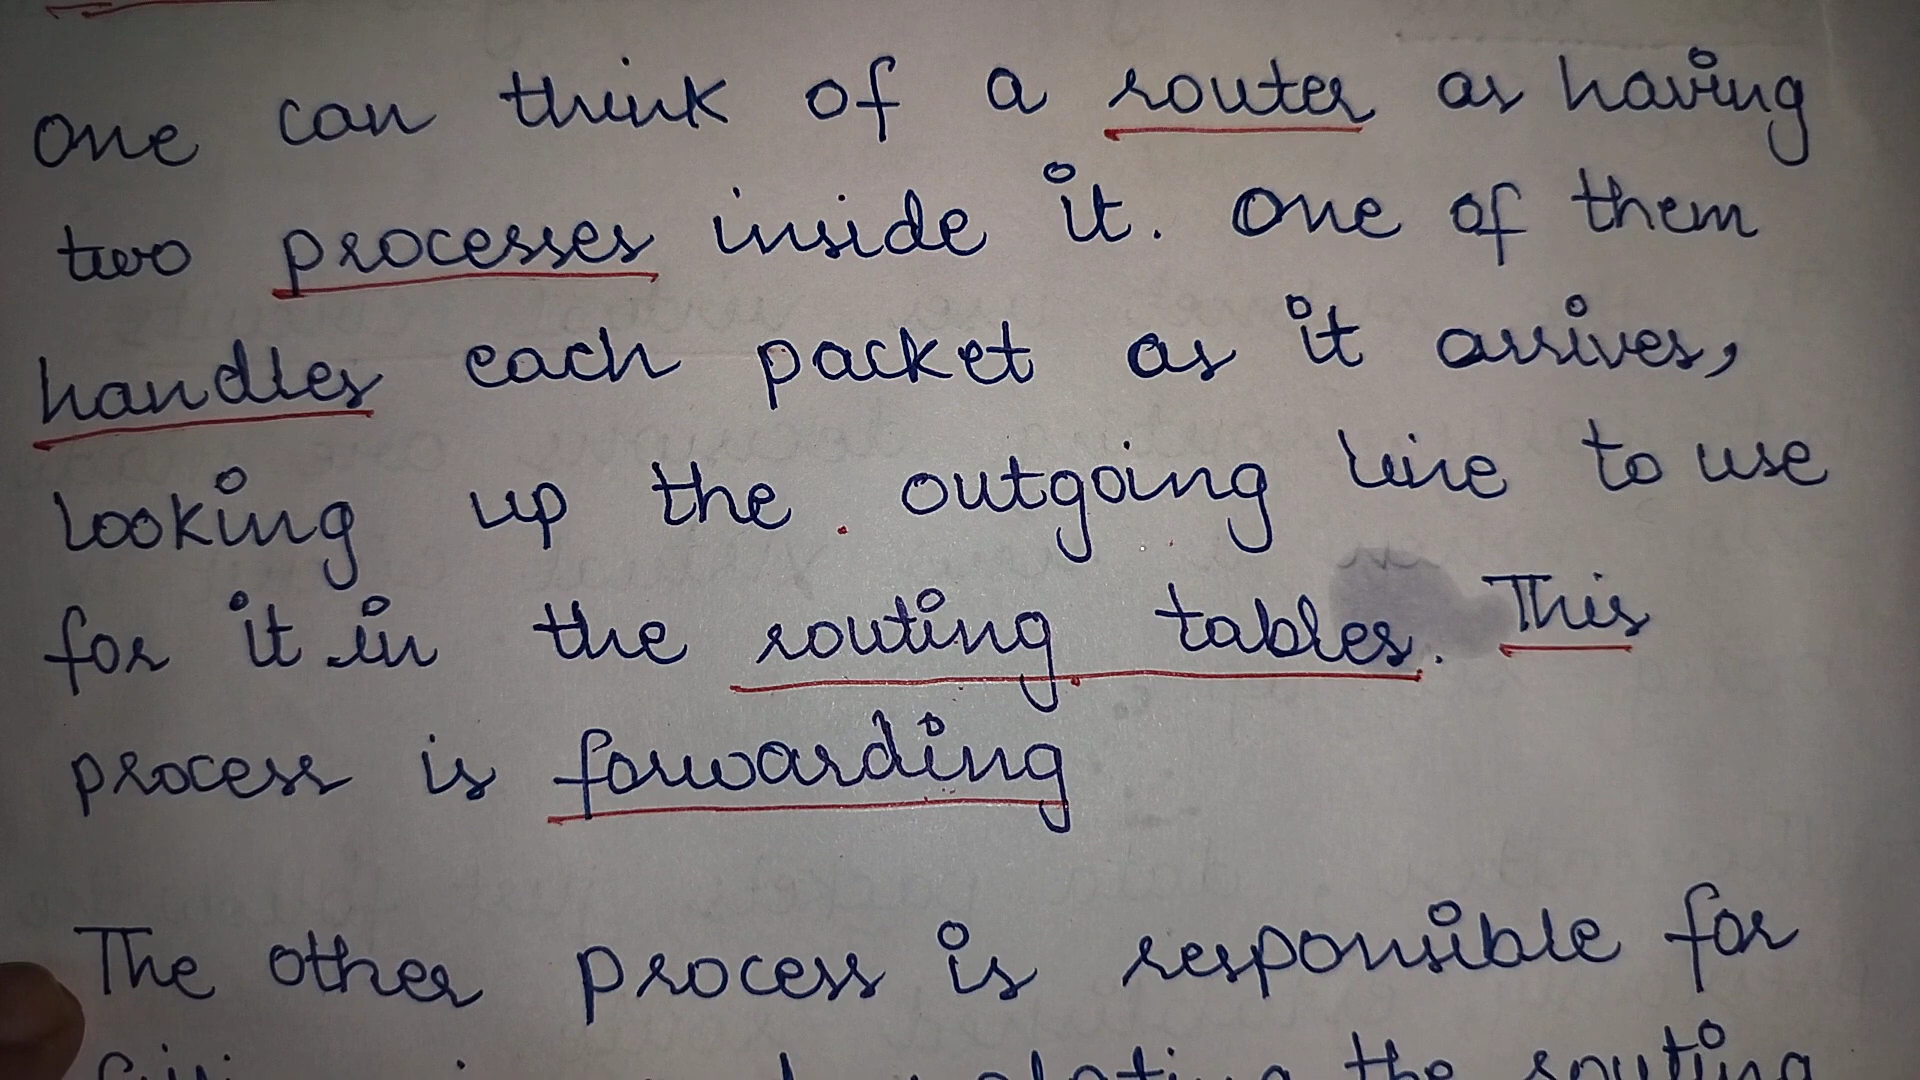 One can think of a router as having
two processes inside it. One of them
handles each packet as it arrives,
looking up the outgoing line to use
for it in the routing tables. This
process is forwarding
The other process is responsible for
the routing